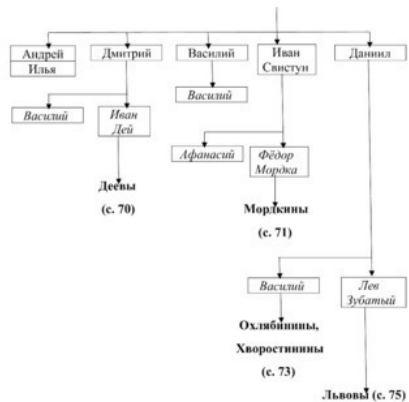 Андрей
Илья
Дмитрий
Василий
Иван
Свистун
Даниил
Василий
Иван
Дей
Василий
Афанасий
Фёдор
Мордка
Деевы
(с. 70)
Мордкины
(с. 71)
Василий
Лев
Зубатый
Охлябинины,
Хворостинины
(с. 73)
Львовы (с. 75)